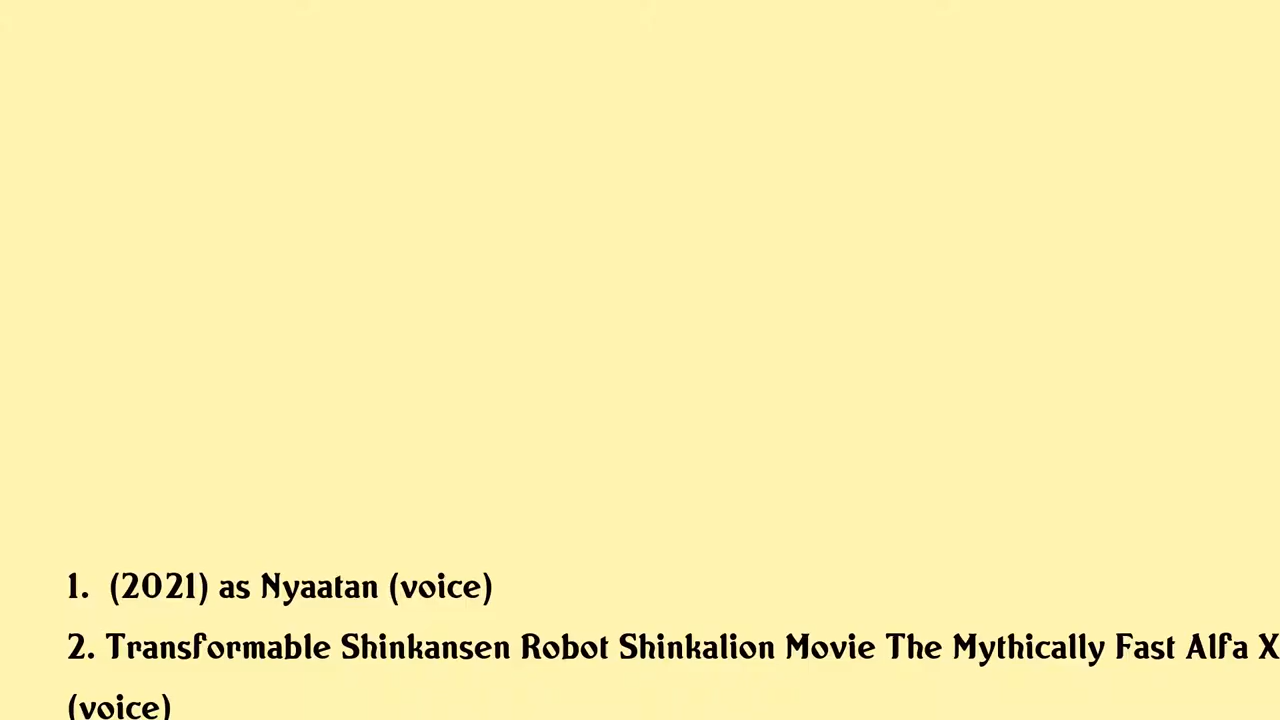 1. (2021) as Nyaatan (voice)
2. Transformable Shinkansen Robot Shinkalion Movie The Mythically Fast Alfa X
(voice)